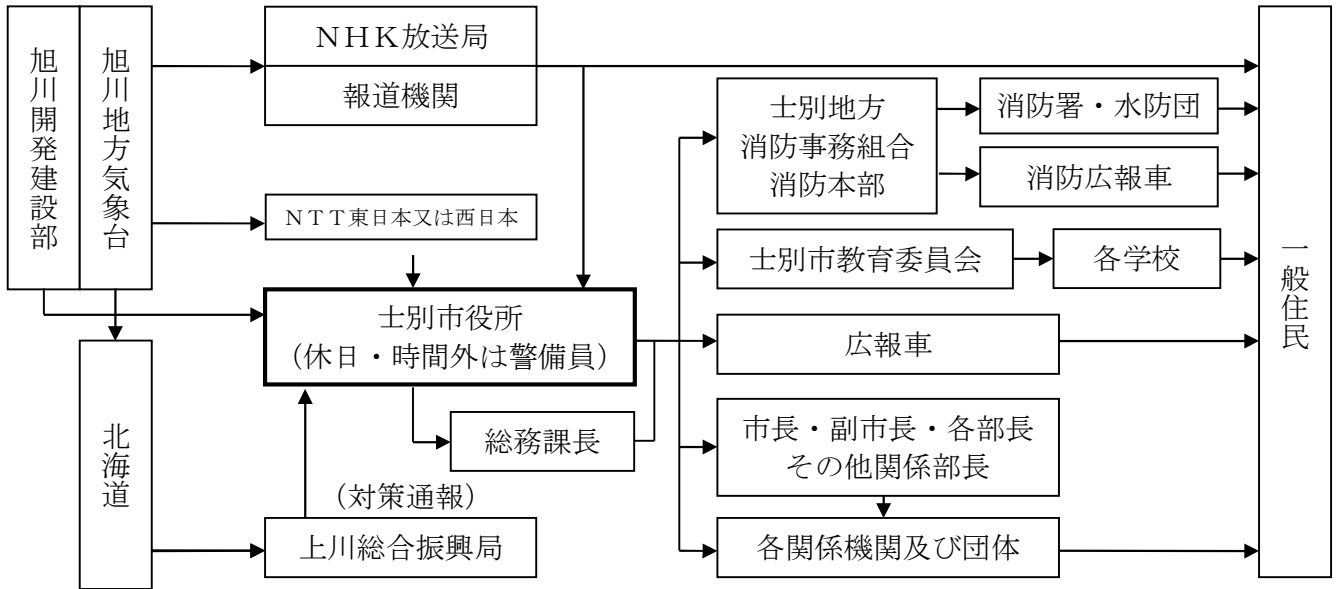 旭川開発建設部
旭川地方気象台
北海道
ＮＨＫ放送局
報道機関
ＮＴＴ東日本又は西日本
士別市役所
（休日・時間外は警備員）
総務課長
（対策通報）
上川総合振興局
士別地方
消防事務組合
消防本部
消防署・水防団
消防広報車
士別市教育委員会
各学校
広報車
市長・副市長・各部長
その他関係部長
各関係機関及び団体
一般住民